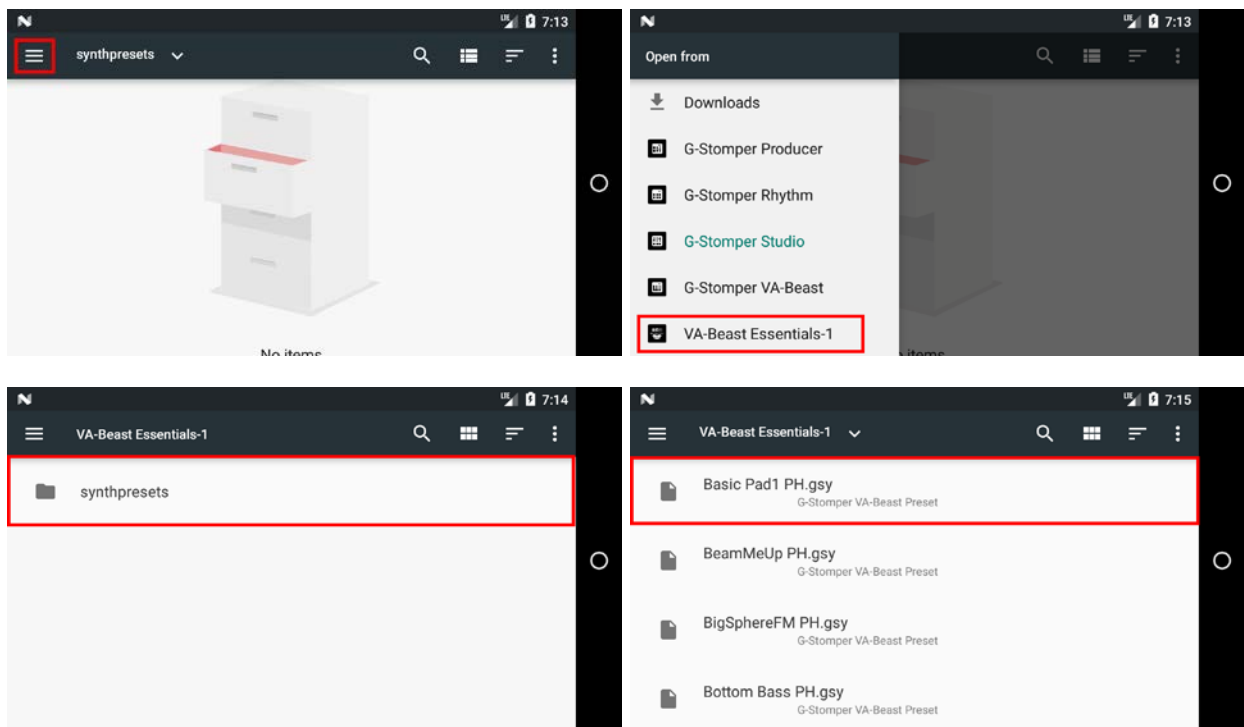 7:13
synthpresets
No items
7:13
Open from
Downloads
G-Stomper Producer
G-Stomper Rhythm
G-Stomper Studio
G-Stomper VA-Beast
VA-Beast Essentials-1
items
7:14
VA-Beast Essentials-1
synthpresets
7:15
VA-Beast Essentials-1
Basic Pad1 PH.gsy
G-Stomper VA-Beast Preset
BeamMeUp PH.gsy
G-Stomper VA-Beast Preset
BigSphereFM PH.gsy
G-Stomper VA-Beast Preset
Bottom Bass PH.gsy
G-Stomper VA-Beast Preset